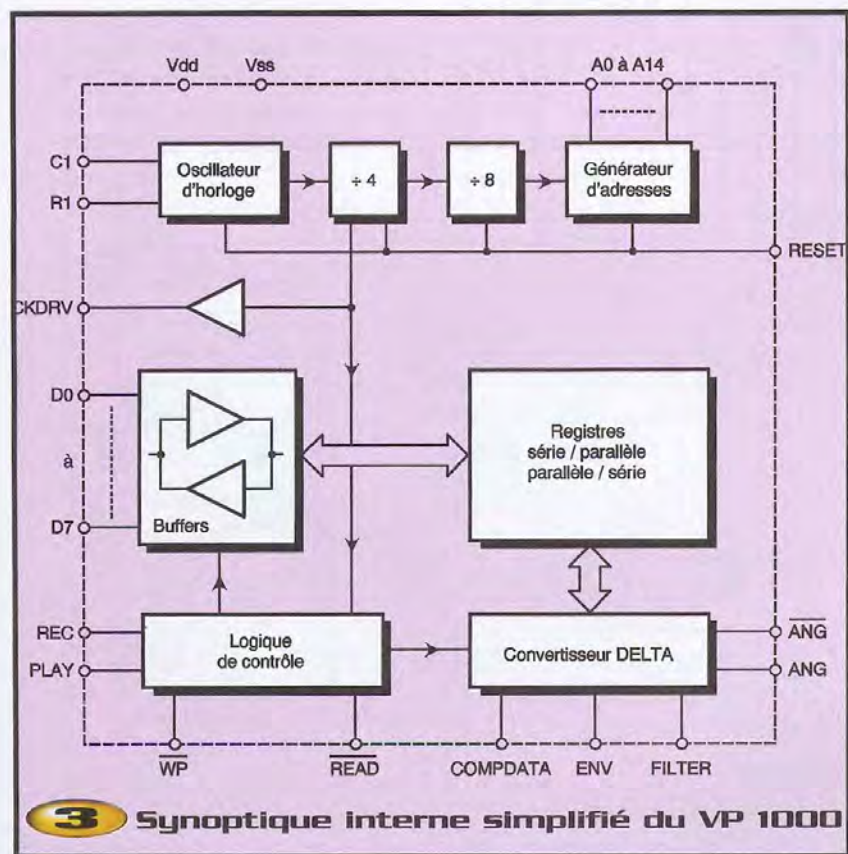 Vdd
Vss
A0 à A14
C1
R1
Oscillateur
d'horloge
÷ 4
÷ 8
Générateur
d'adresses
RESET
CKDRV
D0
à
D7
Buffers
Registres
série / parallèle
parallèle / série
REC
PLAY
Logique
de contrôle
Convertisseur DELTA
ANG
ANG
WP
READ
COMPDATA
ENV
FILTER
3 Synoptique interne simplifié du VP 1000